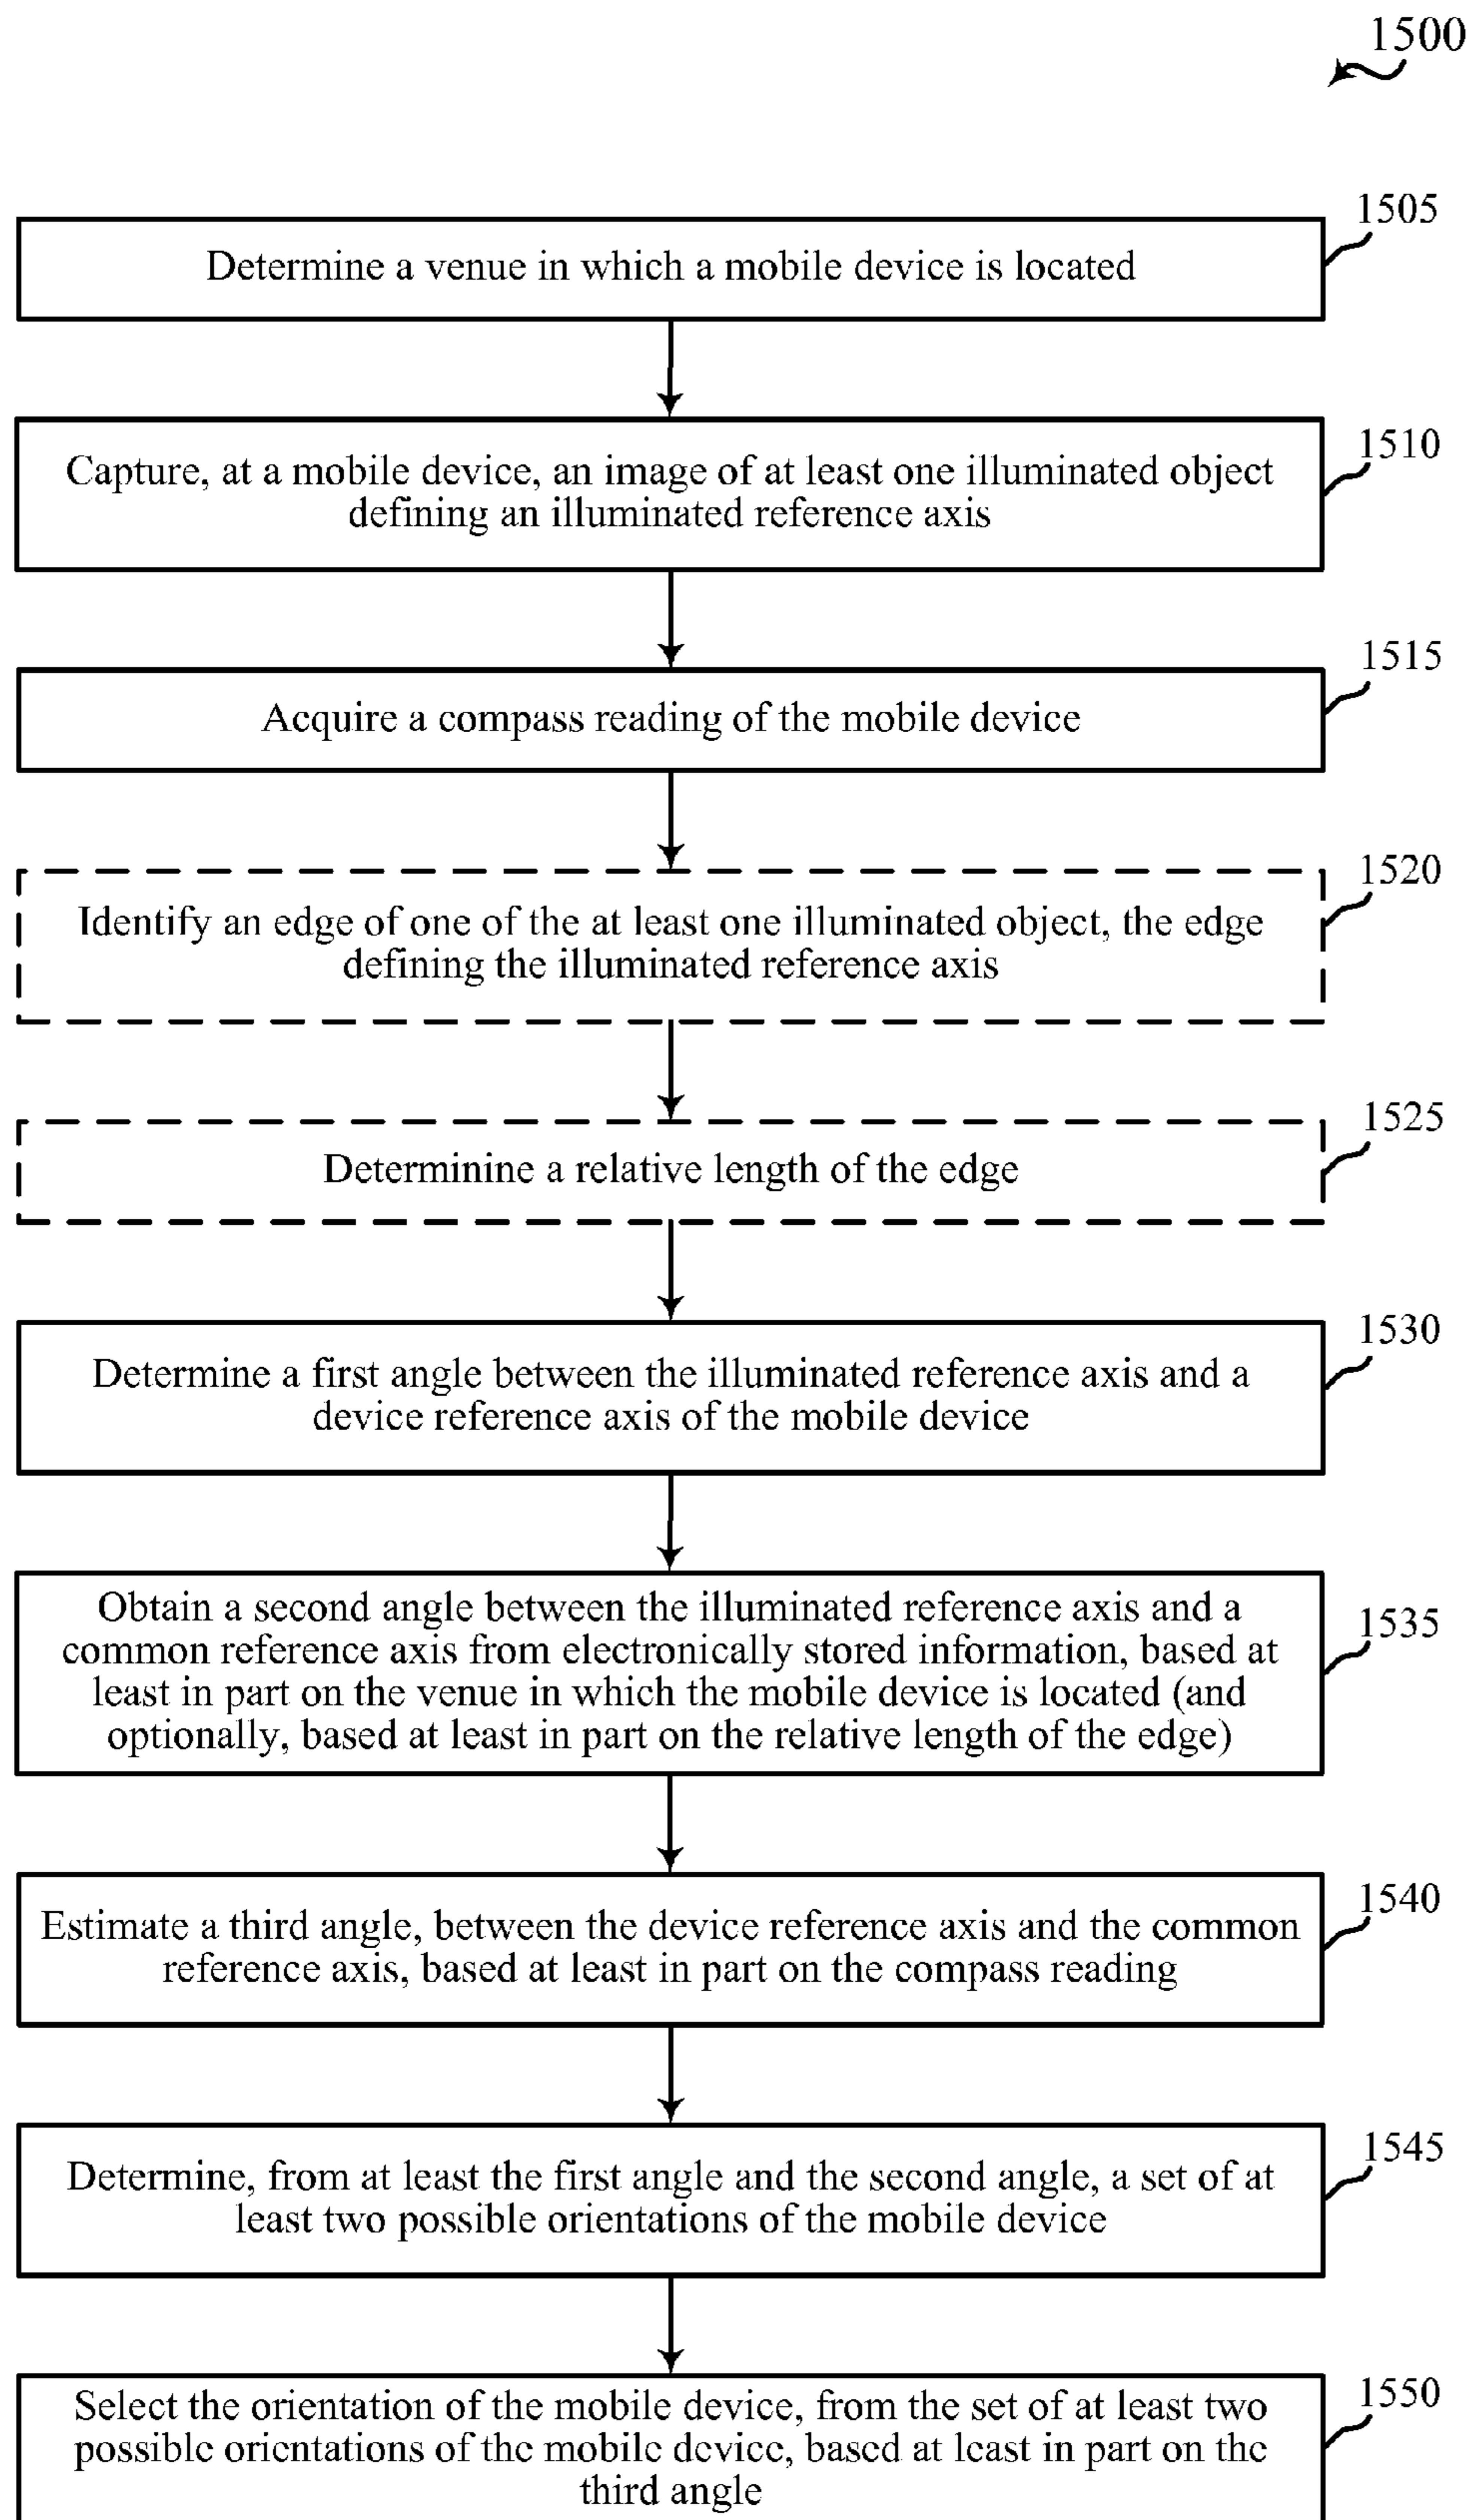 1500
1505
Determine a venue in which a mobile device is located
1510
Capture, at a mobile device, an image of at least one illuminated object
defining an illuminated reference axis
1515
Acquire a compass reading of the mobile device
1520
Identify an edge of one of the at least one illuminated object, the edge
defining the illuminated reference axis
1525
Determinine a relative length of the edge
1530
Determine a first angle between the illuminated reference axis and a
device reference axis of the mobile device
1535
Obtain a second angle between the illuminated reference axis and a
common reference axis from electronically stored information, based at
least in part on the venue in which the mobile device is located (and
optionally, based at least in part on the relative length of the edge)
1540
Estimate a third angle, between the device reference axis and the common
reference axis, based at least in part on the compass reading
1545
Determine, from at least the first angle and the second angle, a set of at
least two possible orientations of the mobile device
1550
Select the orientation of the mobile device, from the set of at least two
possible orientations of the mobile device, based at least in part on the
third angle